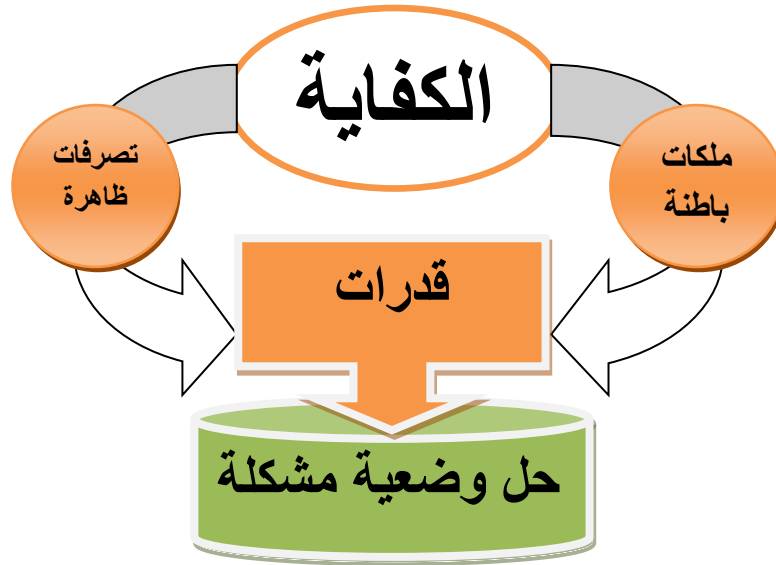 الكفاية
ملكات
باطنة
تصرفات
ظاهرة
قدرات
حل وضعية مشكلة